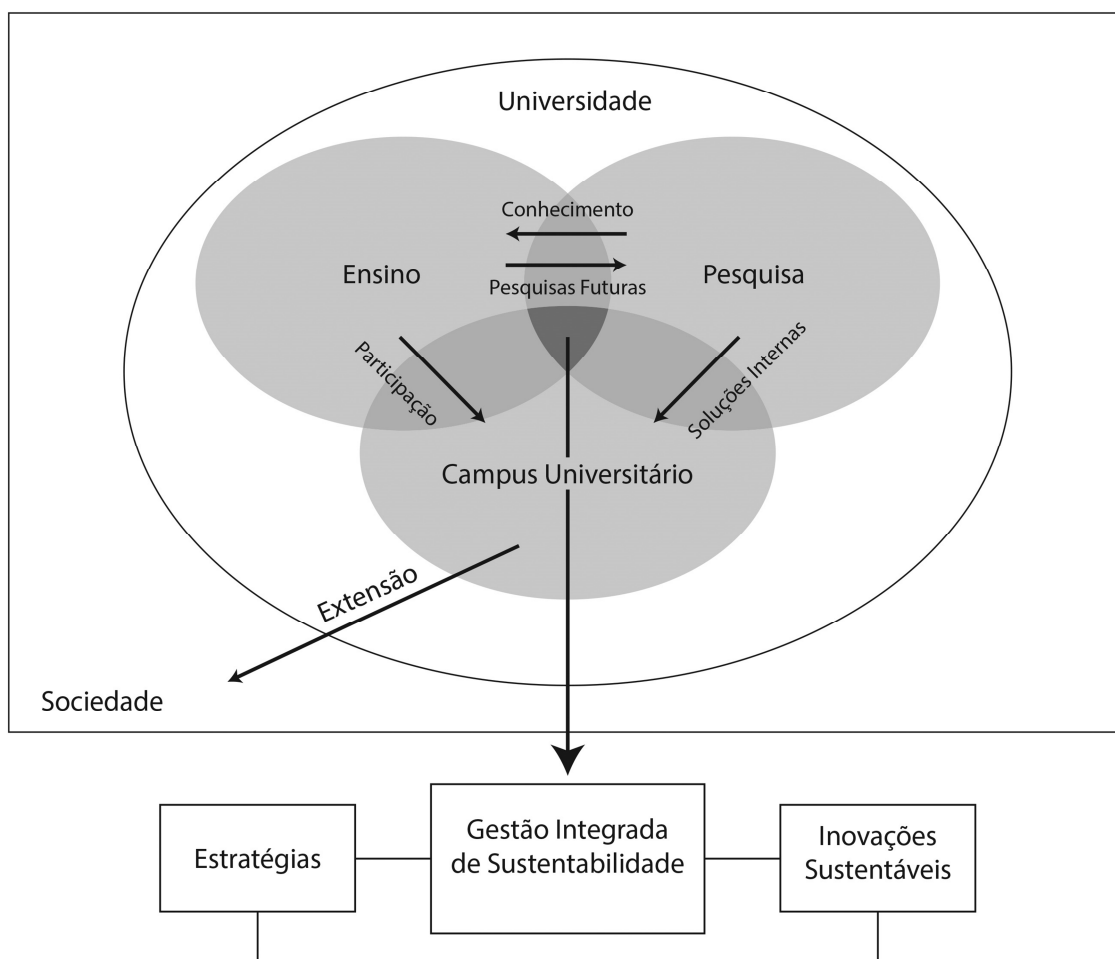 Universidade
Conhecimento
Ensino
Pesquisa
Pesquisas Futuras
Participação
Soluções Internas
Campus Universitário
Extensão
Sociedade
Estratégias
Gestão Integrada
de Sustentabilidade
Inovações
Sustentáveis